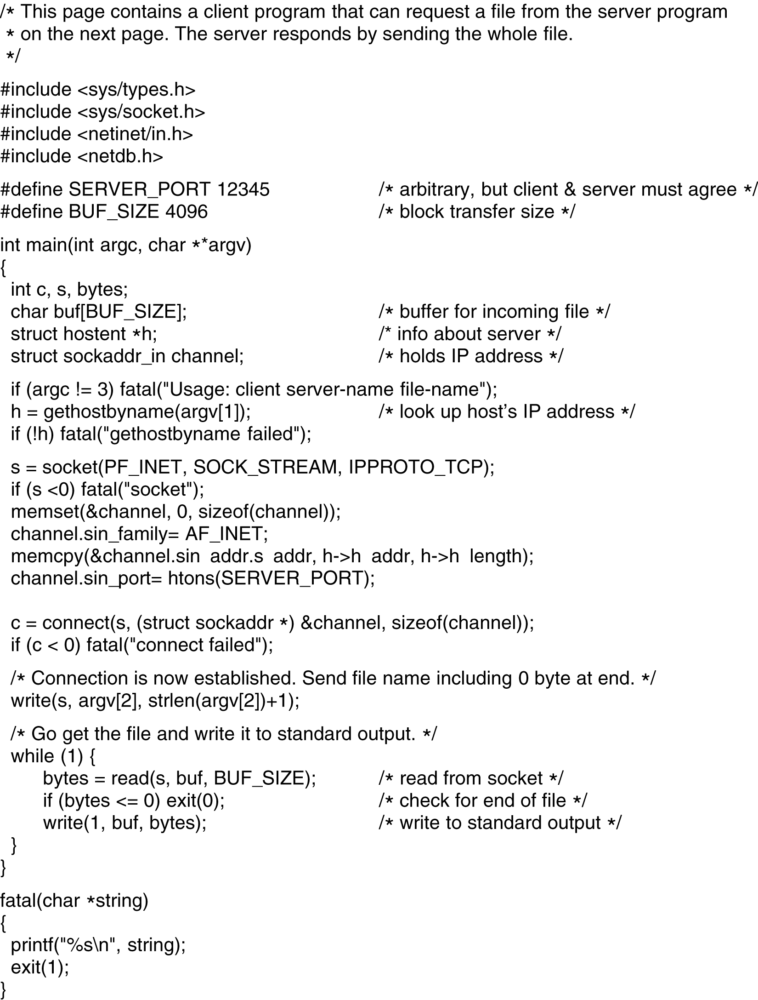 /* This page contains a client program that can request a file from the server program
 * on the next page. The server responds by sending the whole file.
 */
#include <sys/types.h>
#include <sys/socket.h>
#include <netinet/in.h>
#include <netdb.h>
#define SERVER_PORT 12345 /* arbitrary, but client & server must agree */
#define BUF_SIZE 4096 /* block transfer size */
int main(int argc, char **argv)
{
  int c, s, bytes;
  char buf[BUF_SIZE]; /* buffer for incoming file */
  struct hostent *h; /* info about server */
  struct sockaddr_in channel; /* holds IP address */
  if (argc != 3) fatal("Usage: client server-name file-name");
  h = gethostbyname(argv[1]); /* look up host’s IP address */
  if (!h) fatal("gethostbyname failed");
  s = socket(PF_INET, SOCK_STREAM, IPPROTO_TCP);
  if (s <0) fatal("socket");
  memset(&channel, 0, sizeof(channel));
  channel.sin_family= AF_INET;
  memcpy(&channel.sin  addr.s  addr, h->h  addr, h->h  length);
  channel.sin_port= htons(SERVER_PORT);
  c = connect(s, (struct sockaddr *) &channel, sizeof(channel));
  if (c < 0) fatal("connect failed");
  /* Connection is now established. Send file name including 0 byte at end. */
  write(s, argv[2], strlen(argv[2])+1);
  /* Go get the file and write it to standard output. */
  while (1) {
      bytes = read(s, buf, BUF_SIZE); /* read from socket */
      if (bytes <= 0) exit(0); /* check for end of file */
      write(1, buf, bytes); /* write to standard output */
  }
}
fatal(char *string)
{
  printf("%s\n", string);
  exit(1);
}